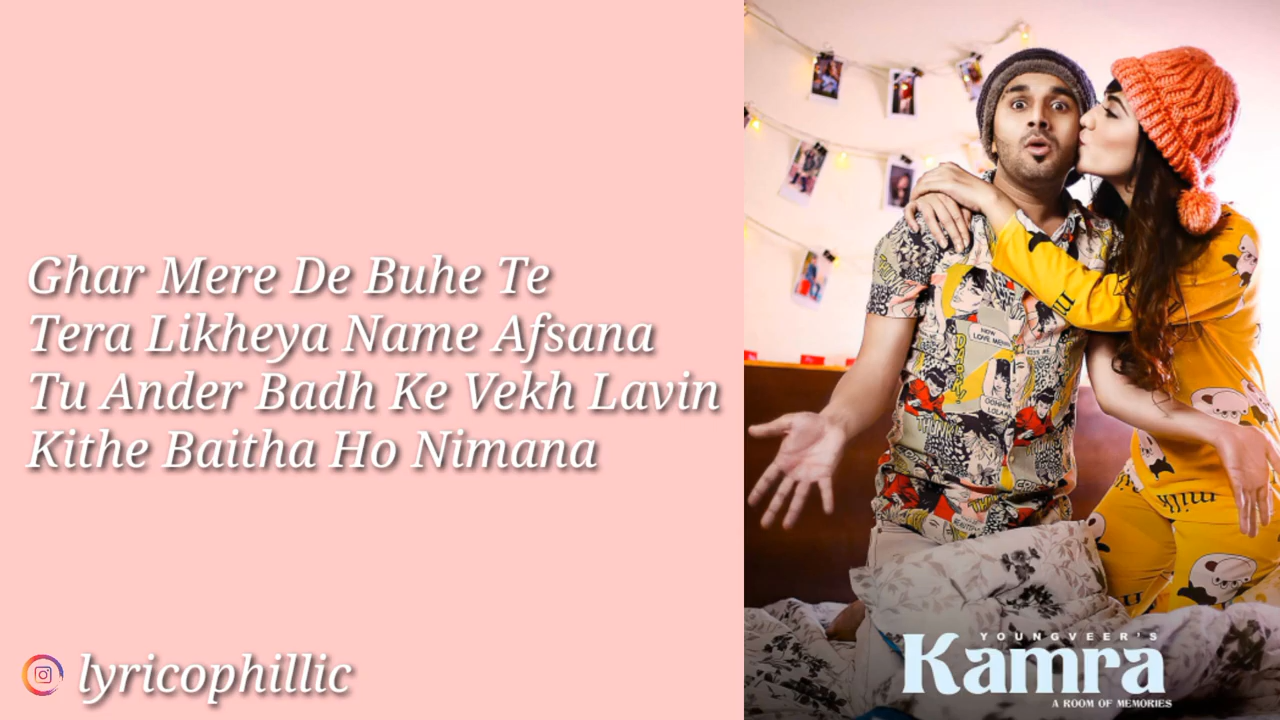 Ghar Mere De Buhe Te
Tera Likheya Name Afsana
Tu Ander Badh Ke Vekh Lavin
Kithe Baitha Ho Nimana
lyricophillic
YOUNGVEER'S
Kamra
A ROOM OF MEMORIES
milk